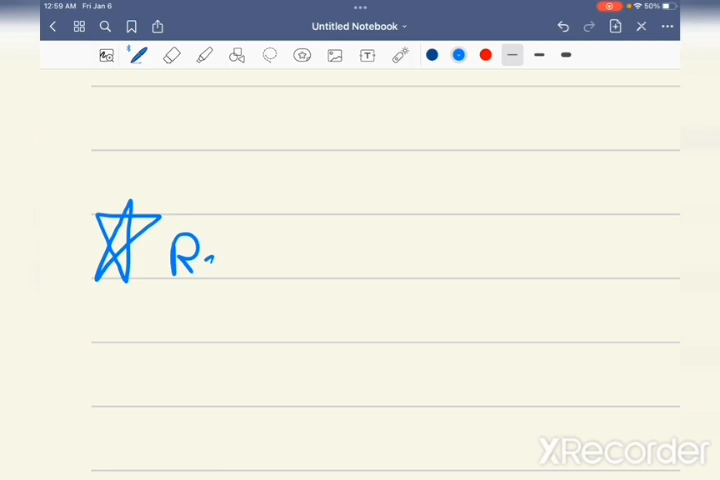 12:59 AM Fri Jan 6
50%
Untitled Notebook
T
R
XRecorder